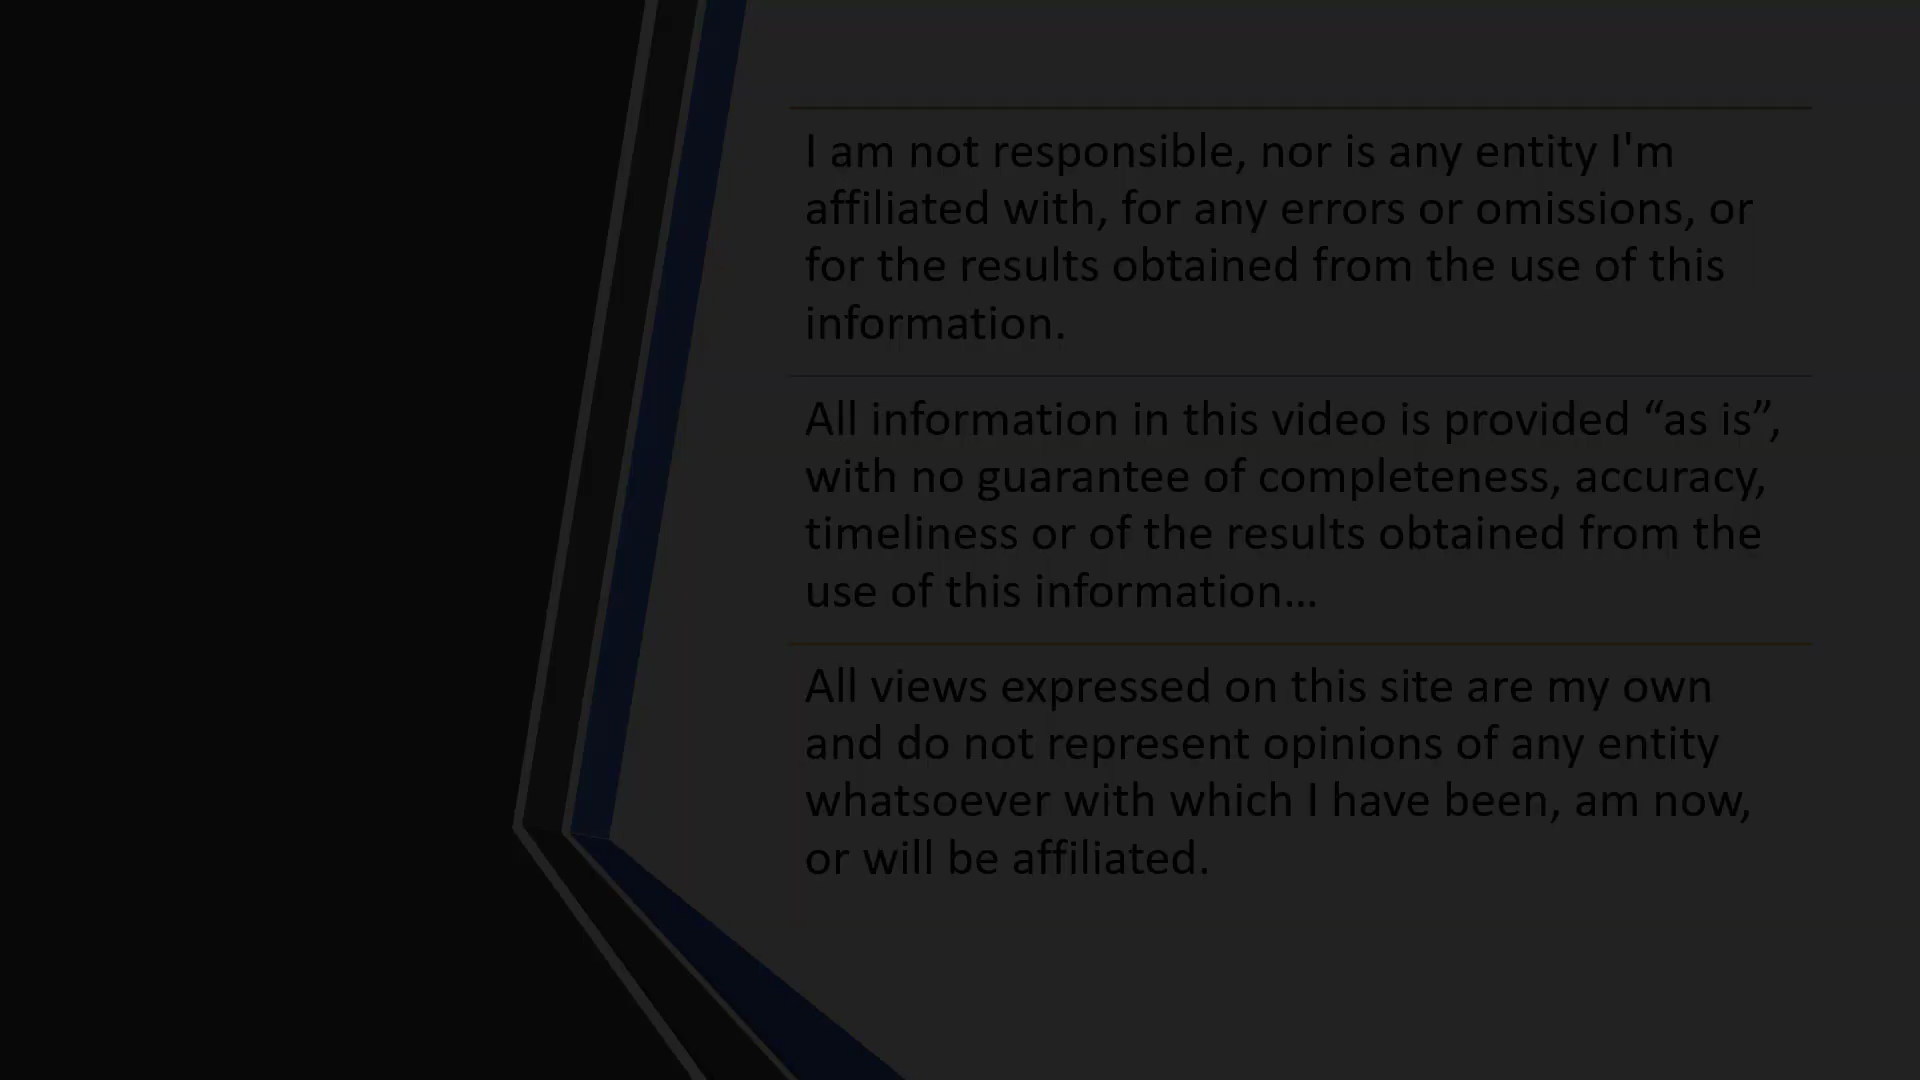 I am not responsible, nor is any entity I'm
affiliated with, for any errors or omissions, or
for the results obtained from the use of this
information.
All information in this video is provided “as is”,
with no guarantee of completeness, accuracy,
timeliness or of the results obtained from the
use of this information...
All views expressed on this site are my own
and do not represent opinions of any entity
whatsoever with which I have been, am now,
or will be affiliated.